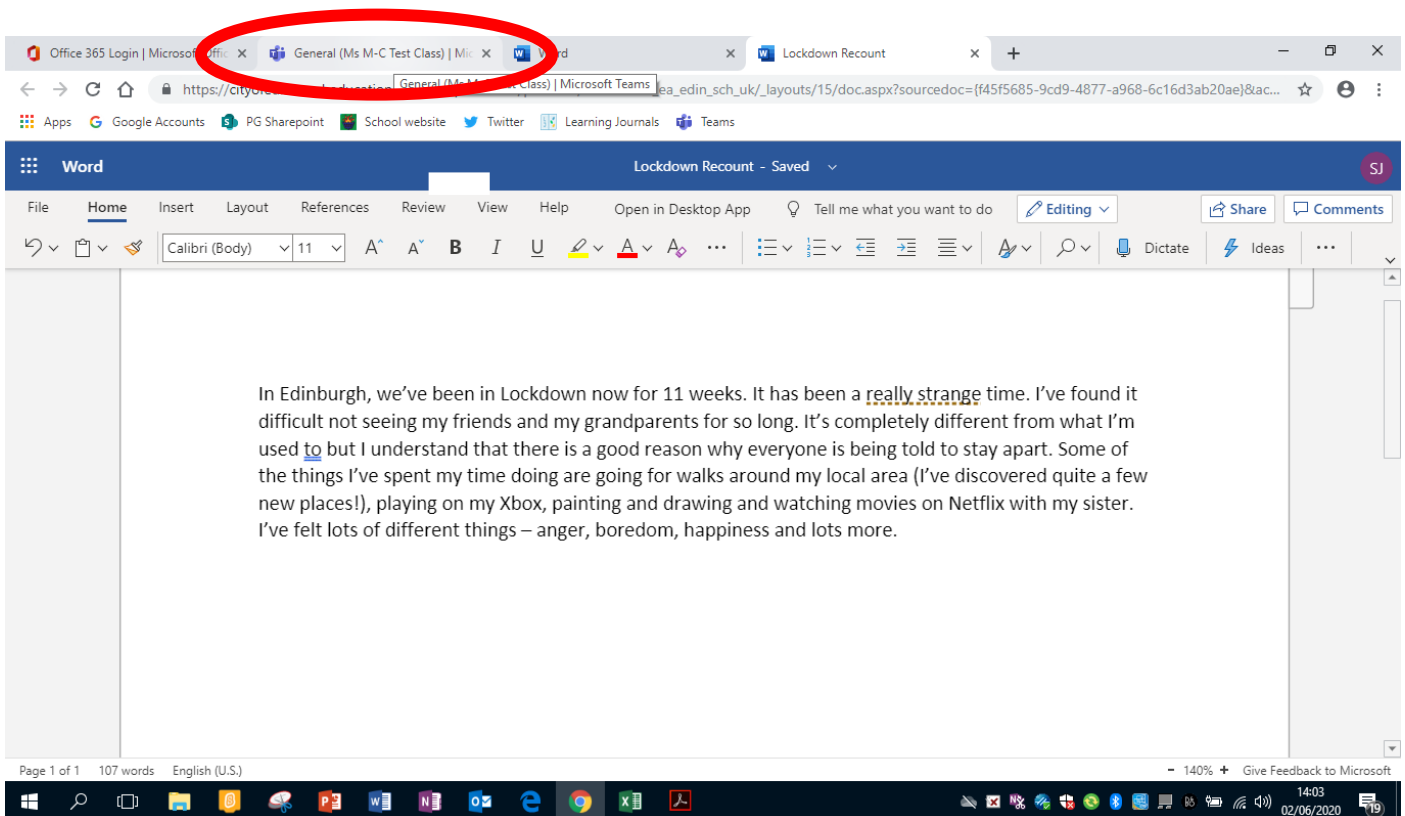 Office 365 Login | Microsoft Offic
General (Ms M-C Test Class) | Mic
Word
Lockdown Recount
General (Ms M-C Test Class) | Microsoft Teams
ea_edin_sch_uk/_layouts/15/doc.aspx?sourcedoc={f45f5685-9cd9-4877-a968-6c16d3ab20ae}&ac...
Apps Google Accounts PG Sharepoint School website Twitter Learning Journals Teams
Word Lockdown Recount - Saved SJ
File Home Insert Layout References Review View Help Open in Desktop App Tell me what you want to do Editing Share Comments
Calibri (Body) 11 A A B I U A A Dictate Ideas
In Edinburgh, we’ve been in Lockdown now for 11 weeks. It has been a really strange time. I’ve found it
difficult not seeing my friends and my grandparents for so long. It’s completely different from what I’m
used to but I understand that there is a good reason why everyone is being told to stay apart. Some of
the things I’ve spent my time doing are going for walks around my local area (I’ve discovered quite a few
new places!), playing on my Xbox, painting and drawing and watching movies on Netflix with my sister.
I’ve felt lots of different things – anger, boredom, happiness and lots more.
Page 1 of 1 107 words English (U.S.) - 140% + Give Feedback to Microsoft
14:03
02/06/2020
19